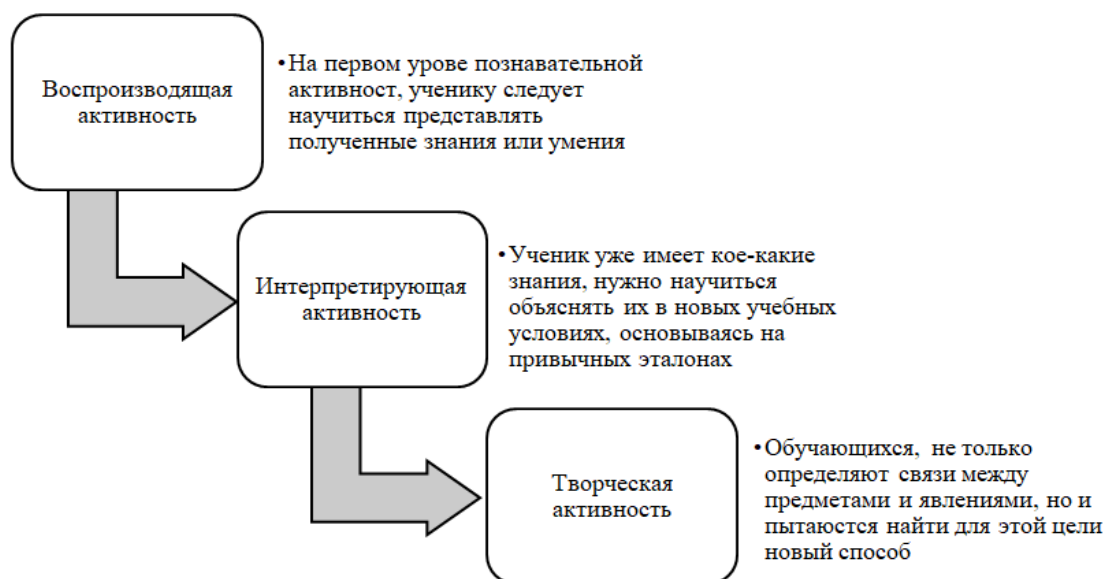 Воспроизводящая
активность
•На первом урове познавательной
активност, ученику следует
научиться представлять
полученные знания или умения
Интерпретирующая
активность
•Ученик уже имеет кое-какие
знания, нужно научиться
объяснять их в новых учебных
условиях, основываясь на
привычных эталонах
Творческая
активность
•Обучающихся, не только
определяют связи между
предметами и явлениями, но и
пытаюстся найти для этой цели
новый способ